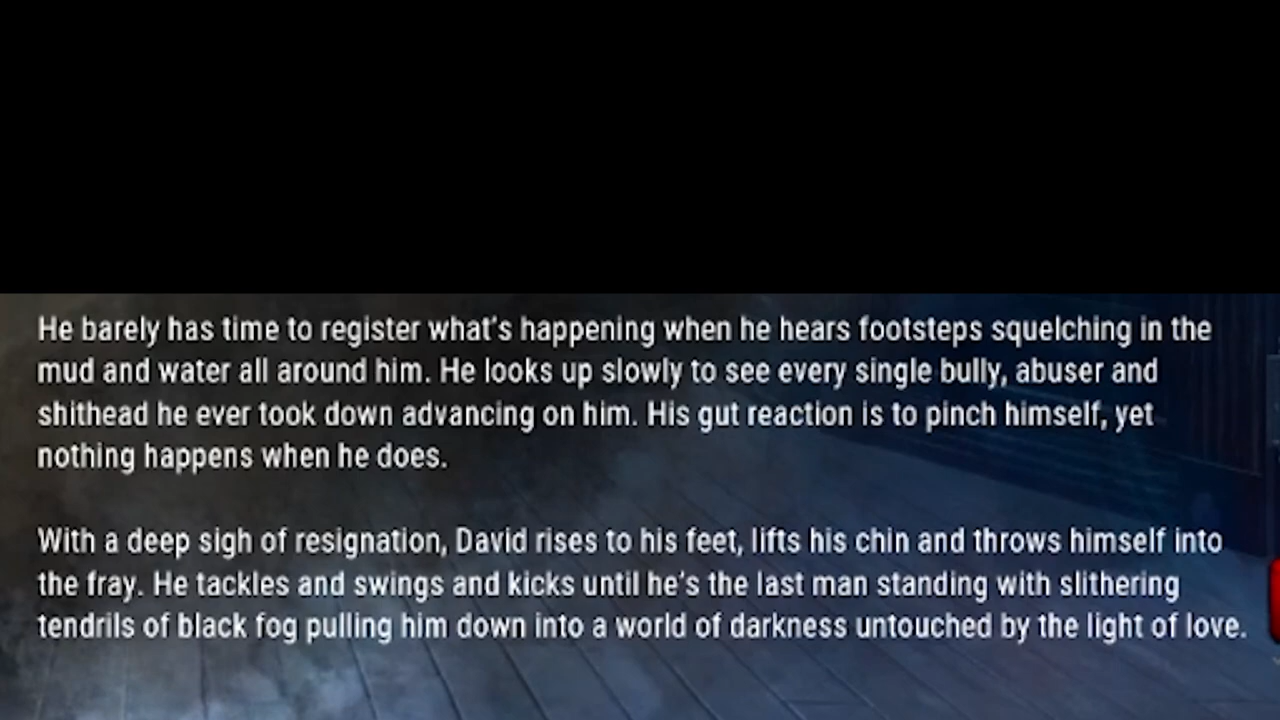 He barely has time to register what's happening when he hears footsteps squelching in the
mud and water all around him. He looks up slowly to see every single bully, abuser and
shithead he ever took down advancing on him. His gut reaction is to pinch himself, yet
nothing happens when he does.
With a deep sigh of resignation, David rises to his feet, lifts his chin and throws himself into
the fray. He tackles and swings and kicks until he's the last man standing with slithering
tendrils of black fog pulling him down into a world of darkness untouched by the light of love.